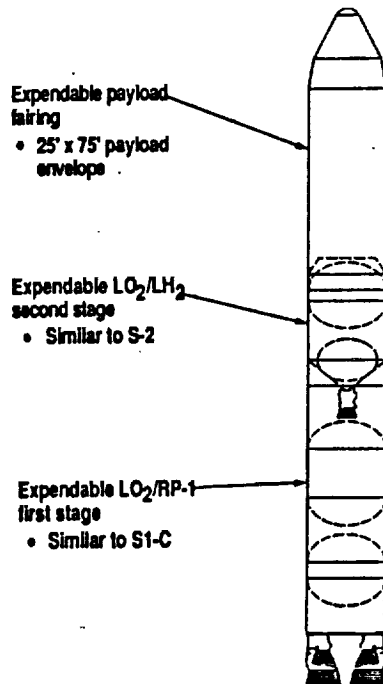 Expendable payload
fairing
• 25' x 75' payload
envelope
Expendable LO₂/LH₂
second stage
• Similar to S-2
Expendable LO₂/RP-1
first stage
• Similar to S1-C